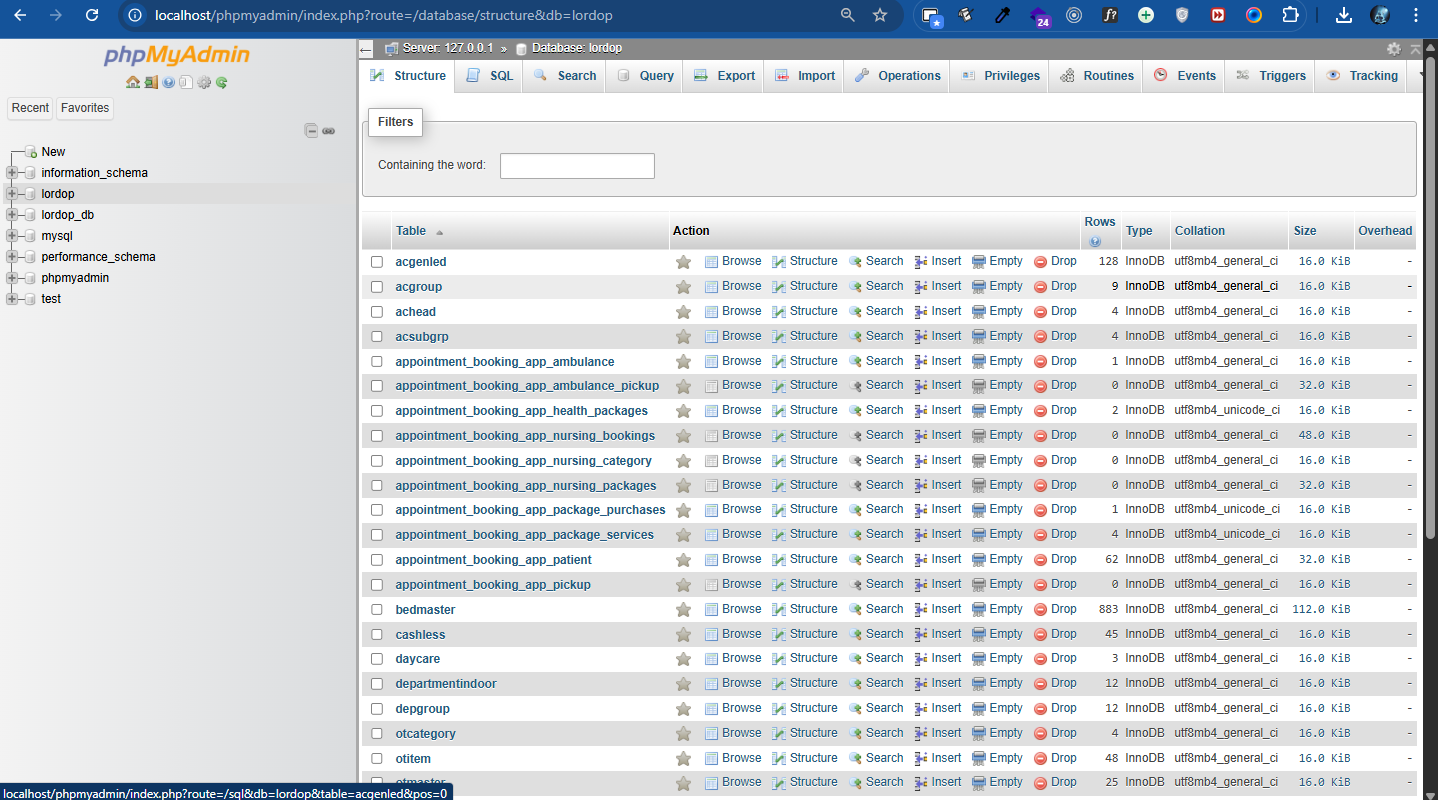 localhost/phpmyadmin/index.php?route=/database/structure&db=lordop
24
f?
phpMyAdmin
Recent Favorites
New
information_schema
lordop
lordop_db
mysql
performance_schema
phpmyadmin
test
Server: 127.0.0.1 » Database: lordop
Structure SQL Search Query Export Import Operations Privileges Routines Events Triggers Tracking
Filters
Containing the word:
Table Action Rows Type Collation Size Overhead
acgenled Browse Structure Search Insert Empty Drop 128 InnoDB utf8mb4_general_ci 16.0 KiB -
acgroup Browse Structure Search Insert Empty Drop 9 InnoDB utf8mb4_general_ci 16.0 KiB -
achead Browse Structure Search Insert Empty Drop 4 InnoDB utf8mb4_general_ci 16.0 KiB -
acsubgrp Browse Structure Search Insert Empty Drop 4 InnoDB utf8mb4_general_ci 16.0 KiB -
appointment_booking_app_ambulance Browse Structure Search Insert Empty Drop 1 InnoDB utf8mb4_general_ci 16.0 KiB -
appointment_booking_app_ambulance_pickup Browse Structure Search Insert Empty Drop 0 InnoDB utf8mb4_general_ci 32.0 KiB -
appointment_booking_app_health_packages Browse Structure Search Insert Empty Drop 2 InnoDB utf8mb4_unicode_ci 16.0 KiB -
appointment_booking_app_nursing_bookings Browse Structure Search Insert Empty Drop 0 InnoDB utf8mb4_general_ci 48.0 KiB -
appointment_booking_app_nursing_category Browse Structure Search Insert Empty Drop 0 InnoDB utf8mb4_general_ci 16.0 KiB -
appointment_booking_app_nursing_packages Browse Structure Search Insert Empty Drop 0 InnoDB utf8mb4_general_ci 32.0 KiB -
appointment_booking_app_package_purchases Browse Structure Search Insert Empty Drop 1 InnoDB utf8mb4_unicode_ci 16.0 KiB -
appointment_booking_app_package_services Browse Structure Search Insert Empty Drop 4 InnoDB utf8mb4_unicode_ci 16.0 KiB -
appointment_booking_app_patient Browse Structure Search Insert Empty Drop 62 InnoDB utf8mb4_general_ci 32.0 KiB -
appointment_booking_app_pickup Browse Structure Search Insert Empty Drop 0 InnoDB utf8mb4_general_ci 16.0 KiB -
bedmaster Browse Structure Search Insert Empty Drop 883 InnoDB utf8mb4_general_ci 112.0 KiB -
cashless Browse Structure Search Insert Empty Drop 45 InnoDB utf8mb4_general_ci 16.0 KiB -
daycare Browse Structure Search Insert Empty Drop 3 InnoDB utf8mb4_general_ci 16.0 KiB -
departmentindoor Browse Structure Search Insert Empty Drop 12 InnoDB utf8mb4_general_ci 16.0 KiB -
depgroup Browse Structure Search Insert Empty Drop 12 InnoDB utf8mb4_general_ci 16.0 KiB -
otcategory Browse Structure Search Insert Empty Drop 4 InnoDB utf8mb4_general_ci 16.0 KiB -
otitem Browse Structure Search Insert Empty Drop 48 InnoDB utf8mb4_general_ci 16.0 KiB -
otmaster Browse Structure Search Insert Empty Drop 25 InnoDB utf8mb4_general_ci 16.0 KiB -
localhost/phpmyadmin/index.php?route=/sql&db=lordop&table=acgenled&pos=0